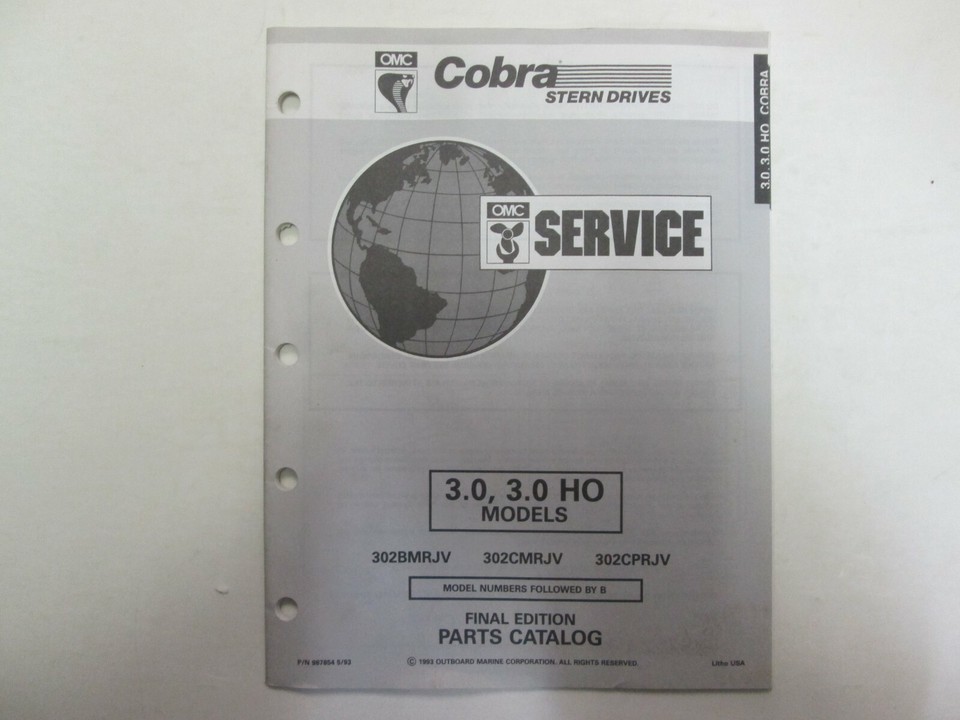 OMC
Cobra
STERN DRIVES
3.0, 3.0 HO COBRA
OMC
SERVICE
3.0, 3.0 HO
MODELS
302BMRJV 302CMRJV 302CPRJV
MODEL NUMBERS FOLLOWED BY B
FINAL EDITION
PARTS CATALOG
P/N 987854 5/93 © 1993 OUTBOARD MARINE CORPORATION. ALL RIGHTS RESERVED. Litho USA